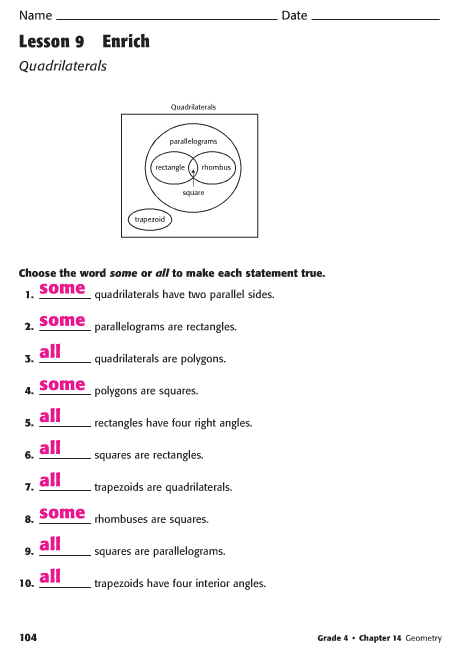 Name ______ Date ______
Lesson 9 Enrich
Quadrilaterals
Quadrilaterals
parallelograms
rectangle rhombus
square
trapezoid
Choose the word some or all to make each statement true.
1. some quadrilaterals have two parallel sides.
2. some parallelograms are rectangles.
3. all quadrilaterals are polygons.
4. some polygons are squares.
5. all rectangles have four right angles.
6. all squares are rectangles.
7. all trapezoids are quadrilaterals.
8. some rhombuses are squares.
9. all squares are parallelograms.
10. all trapezoids have four interior angles.
104 Grade 4 • Chapter 14 Geometry